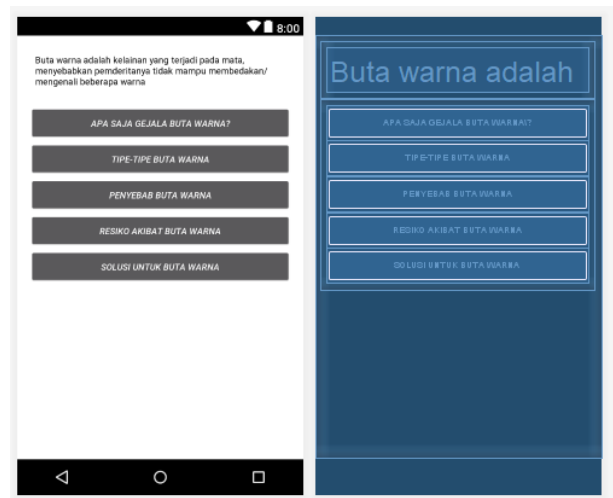 8:00
Buta warna adalah kelainan yang terjadi pada mata,
menyebabkan pemderitanya tidak mampu membedakan/
mengenali beberapa warna
APA SAJA GEJALA BUTA WARNA?
TIPE-TIPE BUTA WARNA
PENYEBAB BUTA WARNA
RESIKO AKIBAT BUTA WARNA
SOLUSI UNTUK BUTA WARNA
Buta warna adalah
APA SAJA GEJALA BUTA WARNA?
TIPE-TIPE BUTA WARNA
PENYEBAB BUTA WARNA
RESIKO AKIBAT BUTA WARNA
SOLUSI UNTUK BUTA WARNA